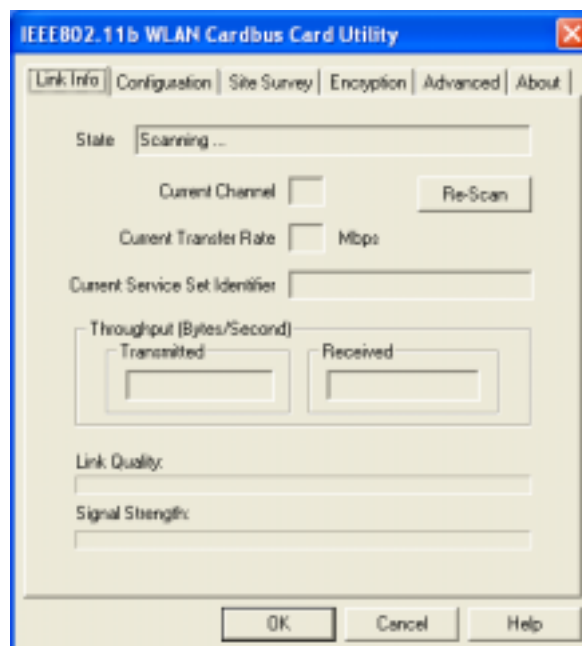 IEEE802.11b WLAN Cardbus Card Utility
Link Info Configuration Site Survey Encryption Advanced About
State Scanning ...
Current Channel Re-Scan
Current Transfer Rate Mbps
Current Service Set Identifier
Throughput (Bytes/Second)
Transmitted Received
Link Quality:
Signal Strength:
OK Cancel Help